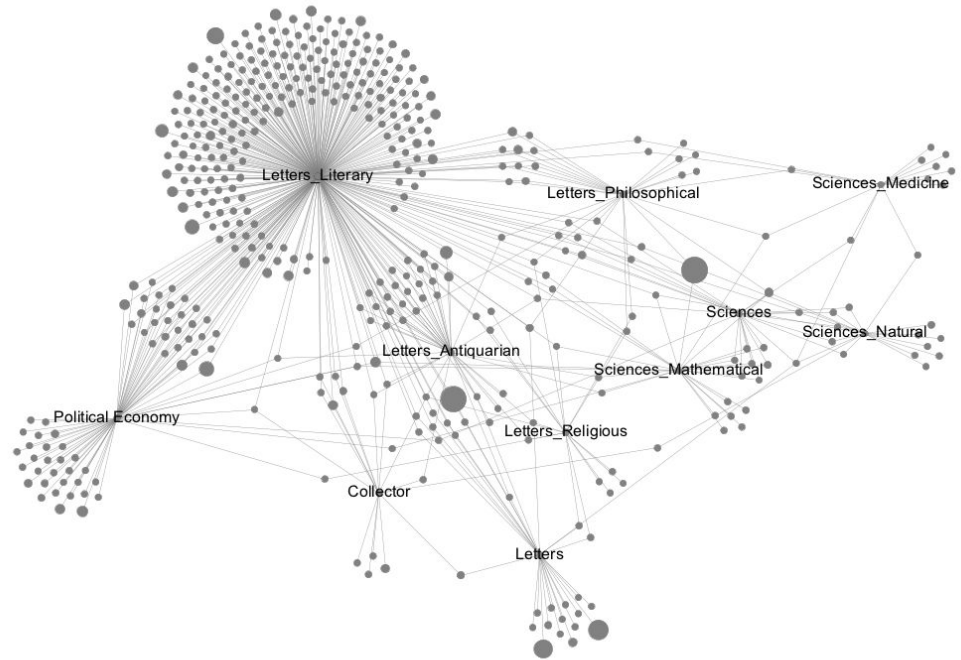 Letters_Literary
Letters_Philosophical
Sciences_Medicine
Sciences
Sciences_Natural
Letters_Antiquarian
Sciences_Mathematical
Political Economy
Letters_Religious
Collector
Letters